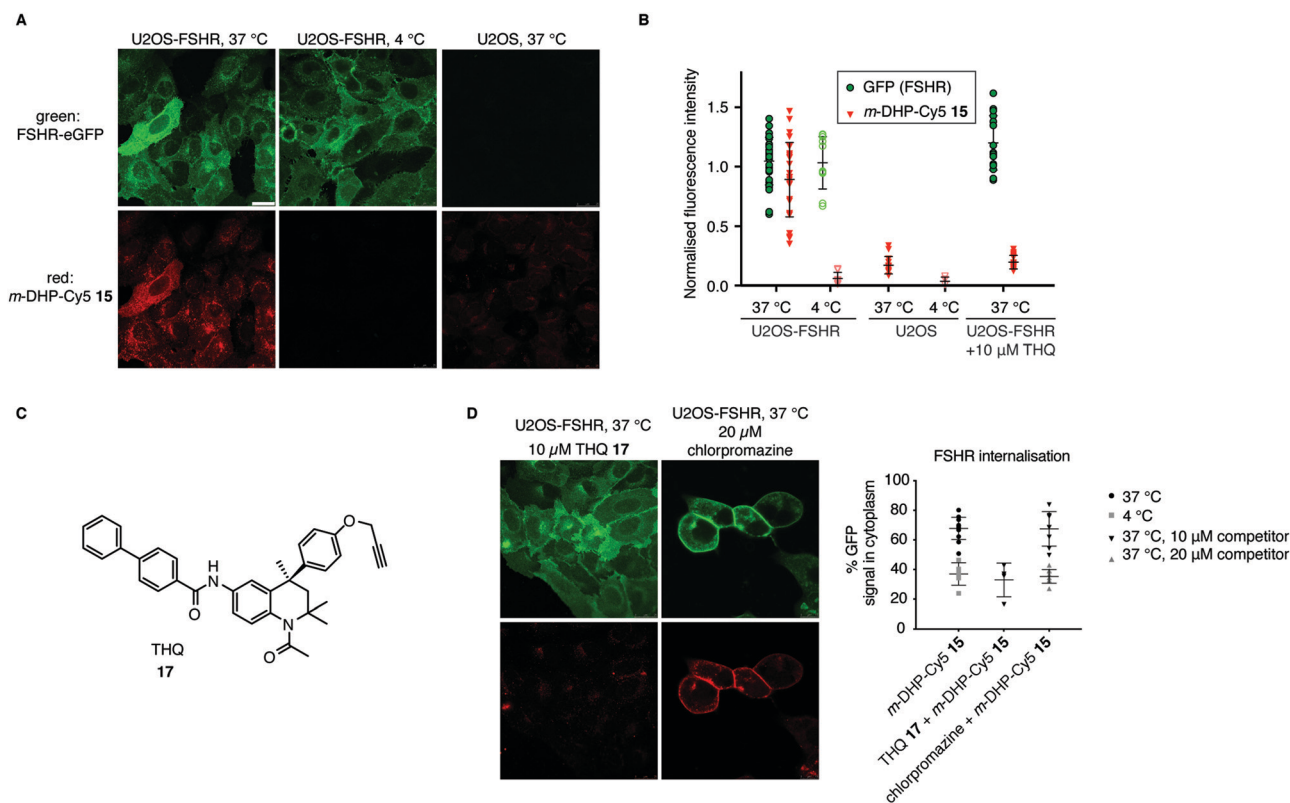 A
U2OS-FSHR, 37 °C
U2OS-FSHR, 4 °C
U2OS, 37 °C
green:
FSHR-eGFP
red:
m-DHP-Cy5 15
B
Normalised fluorescence intensity
1.5
1.0
0.5
0.0
GFP (FSHR)
m-DHP-Cy5 15
37 °C
4 °C
37 °C
4 °C
37 °C
U2OS-FSHR
U2OS
U2OS-FSHR
+10 µM THQ
C
H
N
O
O
N
O
THQ
17
D
U2OS-FSHR, 37 °C
10 µM THQ 17
U2OS-FSHR, 37 °C
20 µM
chlorpromazine
FSHR internalisation
% GFP
signal in cytoplasm
100
80
60
40
20
0
m-DHP-Cy5 15
THQ 17 + m-DHP-Cy5 15
chlorpromazine + m-DHP-Cy5 15
37 °C
4 °C
37 °C, 10 µM competitor
37 °C, 20 µM competitor